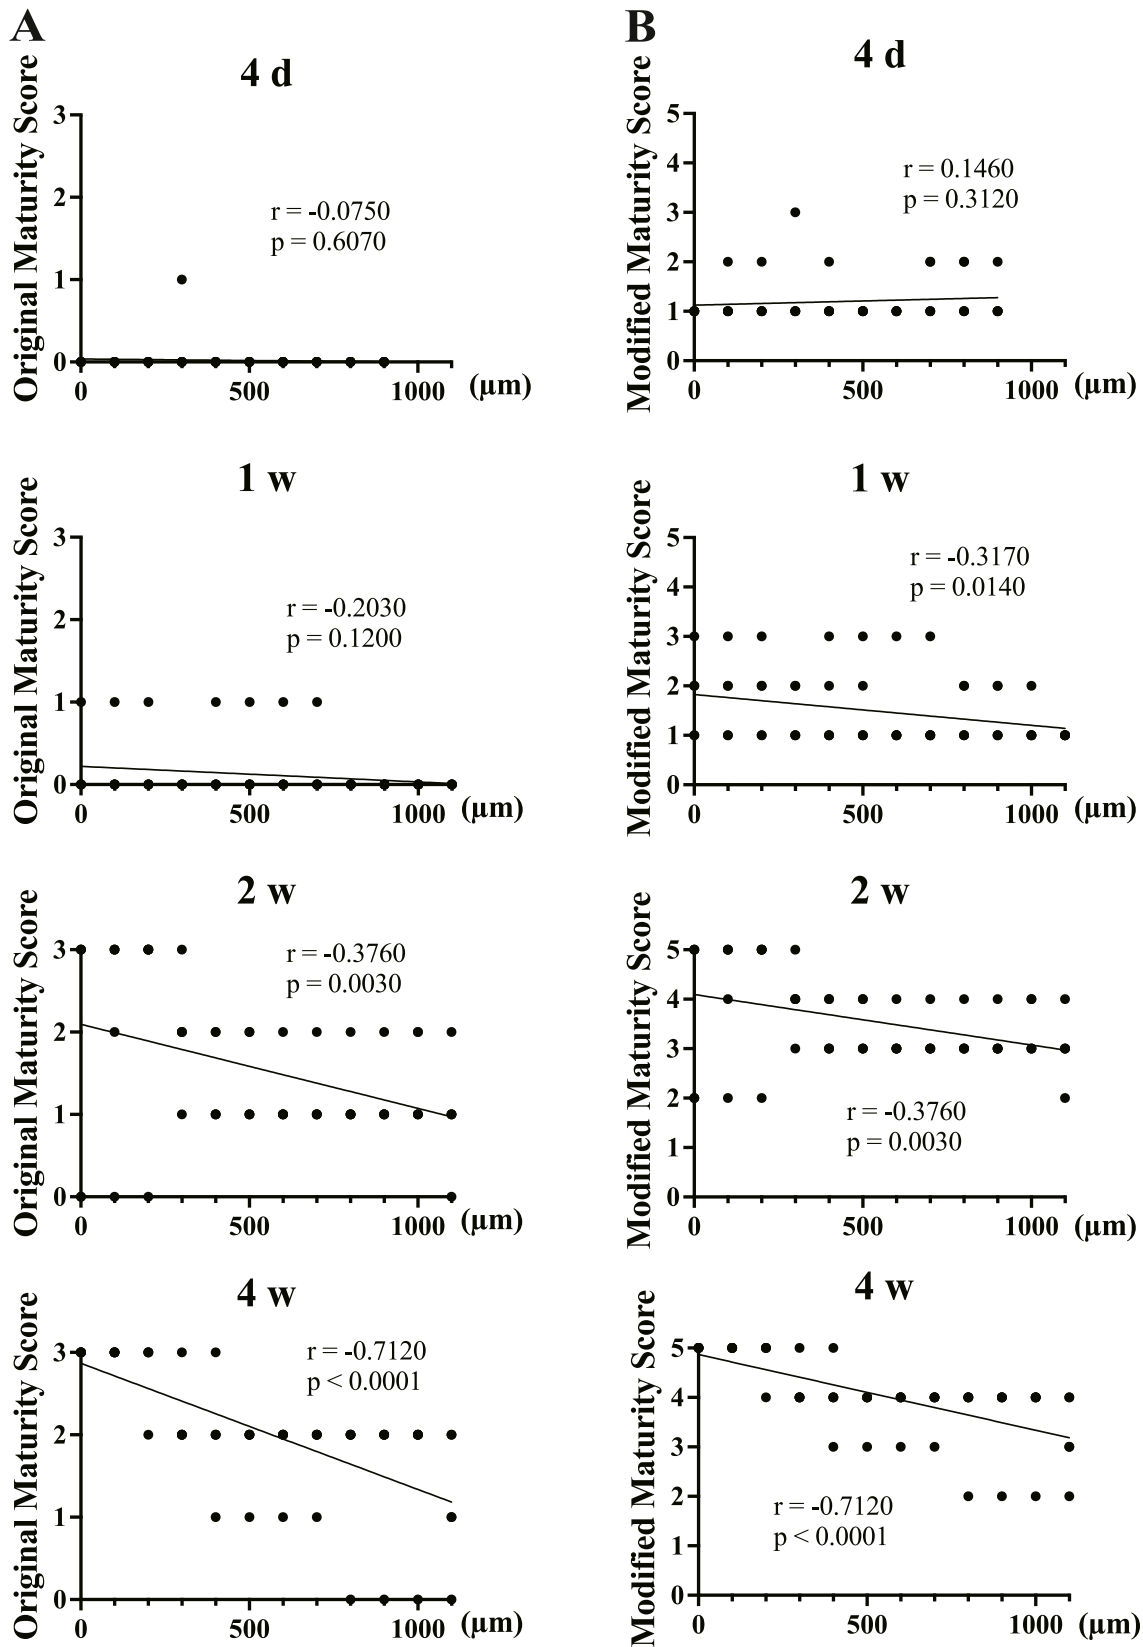 A
4 d
Original Maturity Score
3
2
1
0
r = -0.0750
p = 0.6070
0 500 1000 (µm)
1 w
Original Maturity Score
3
2
1
0
r = -0.2030
p = 0.1200
0 500 1000 (µm)
2 w
Original Maturity Score
3
2
1
0
r = -0.3760
p = 0.0030
0 500 1000 (µm)
4 w
Original Maturity Score
3
2
1
0
r = -0.7120
p < 0.0001
0 500 1000 (µm)
B
4 d
Modified Maturity Score
5
4
3
2
1
0
r = 0.1460
p = 0.3120
0 500 1000 (µm)
1 w
Modified Maturity Score
5
4
3
2
1
0
r = -0.3170
p = 0.0140
0 500 1000 (µm)
2 w
Modified Maturity Score
5
4
3
2
1
0
r = -0.3760
p = 0.0030
0 500 1000 (µm)
4 w
Modified Maturity Score
5
4
3
2
1
0
r = -0.7120
p < 0.0001
0 500 1000 (µm)